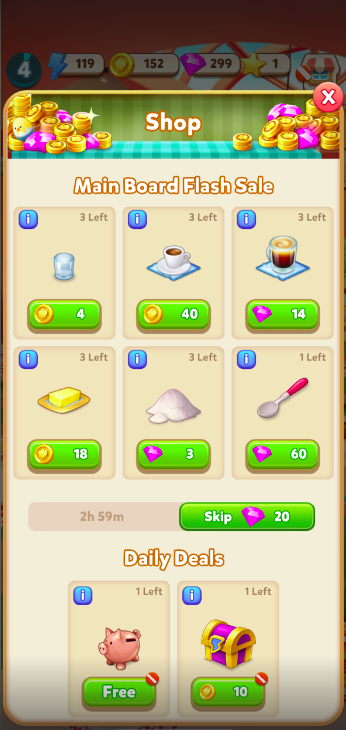 4 119 152 299 1
Shop
Main Board Flash Sale
i 3 Left i 3 Left i 3 Left
4 40 14
i 3 Left i 3 Left i 1 Left
18 3 60
2h 59m Skip 20
Daily Deals
i 1 Left i 1 Left
Free 10